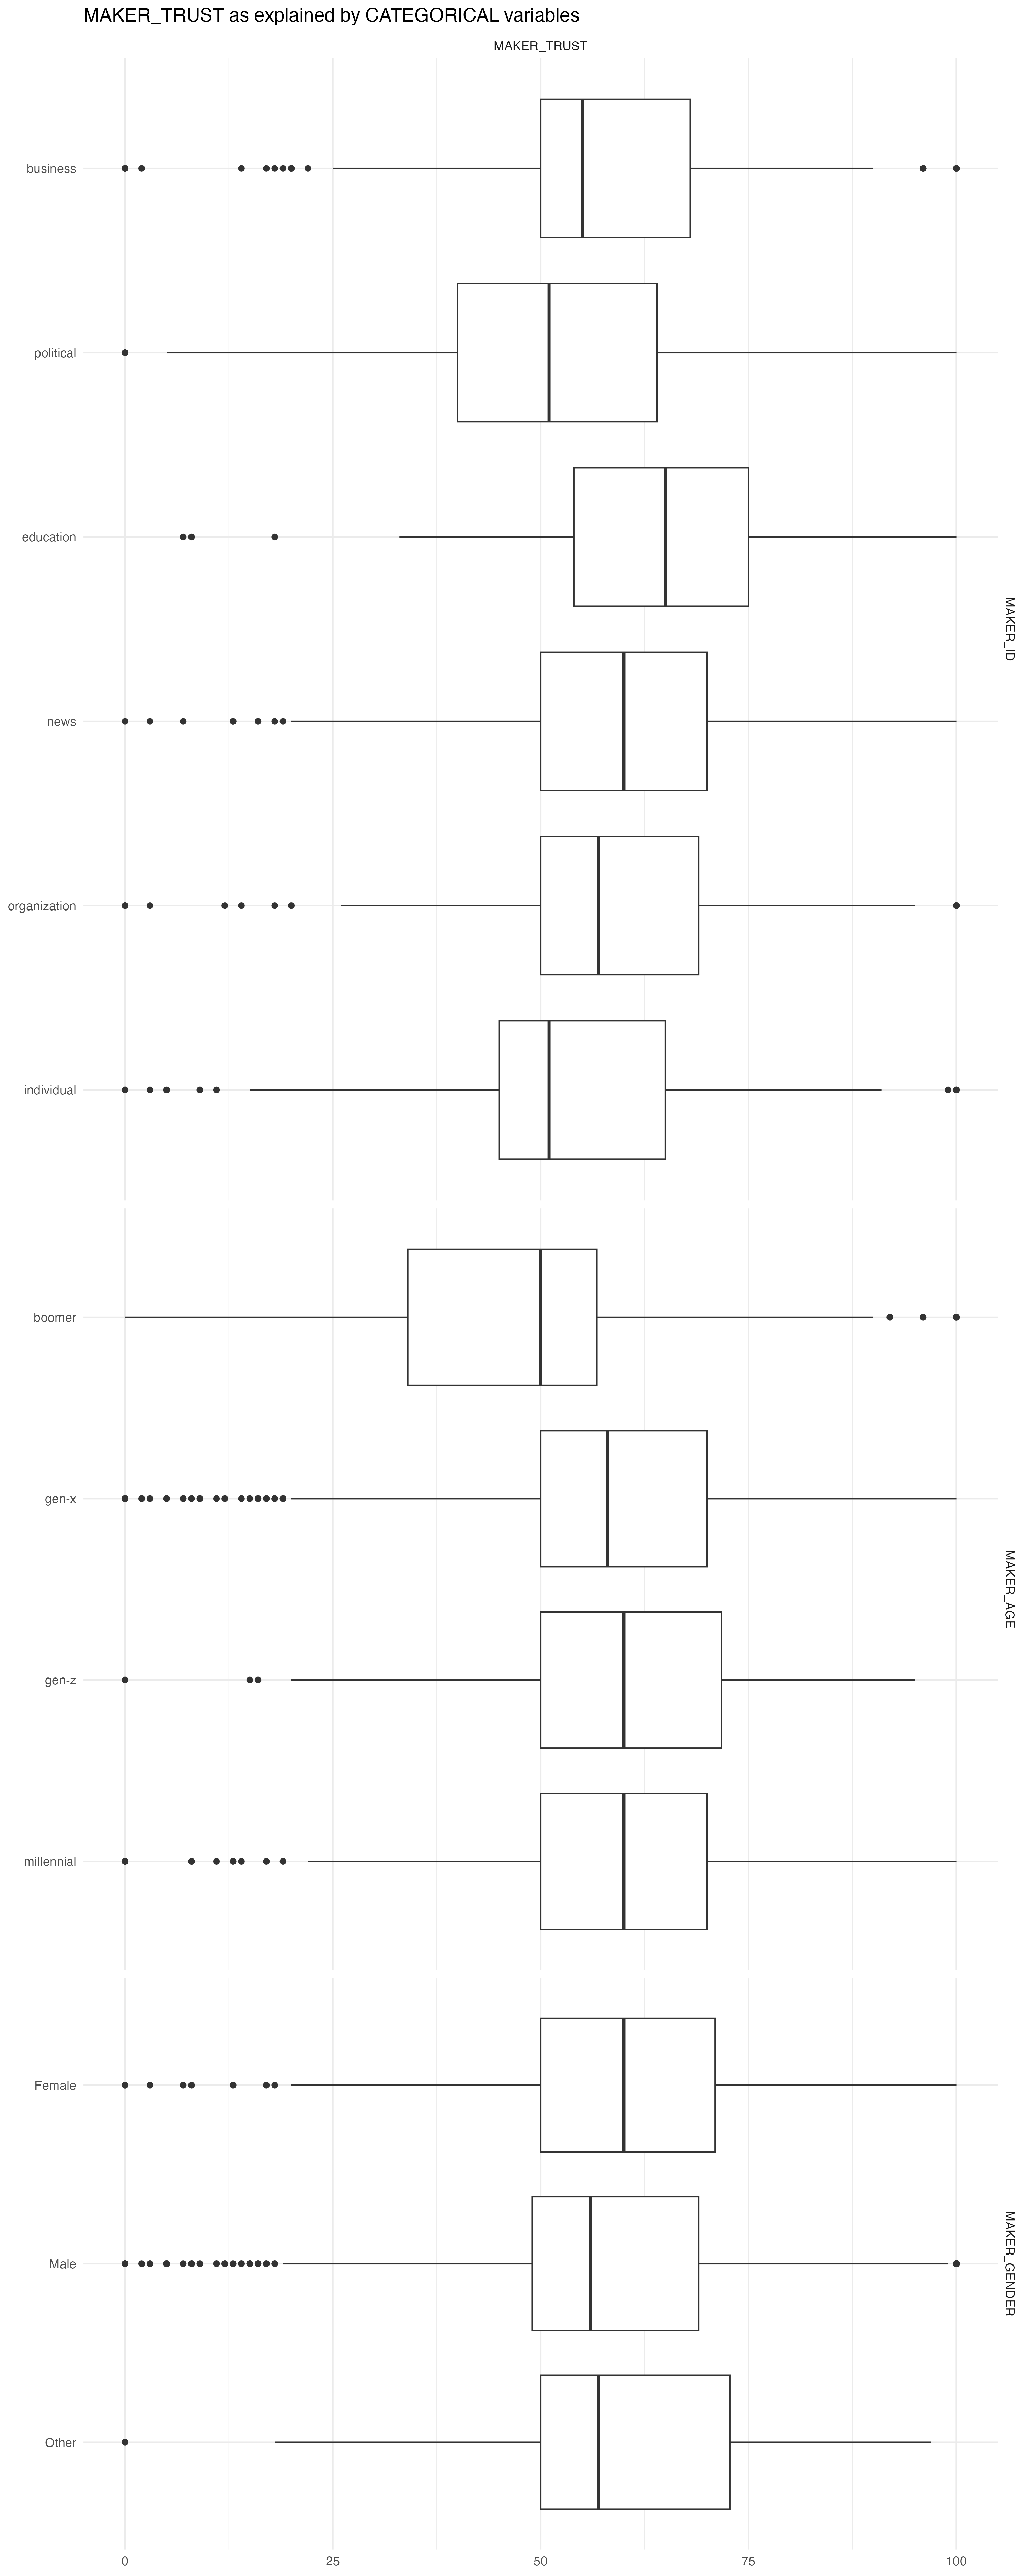 MAKER_TRUST as explained by CATEGORICAL variables
MAKER_TRUST
business
political
education
news
organization
individual
MAKER_ID
boomer
gen-x
gen-z
millennial
MAKER_AGE
Female
Male
Other
MAKER_GENDER
0 25 50 75 100